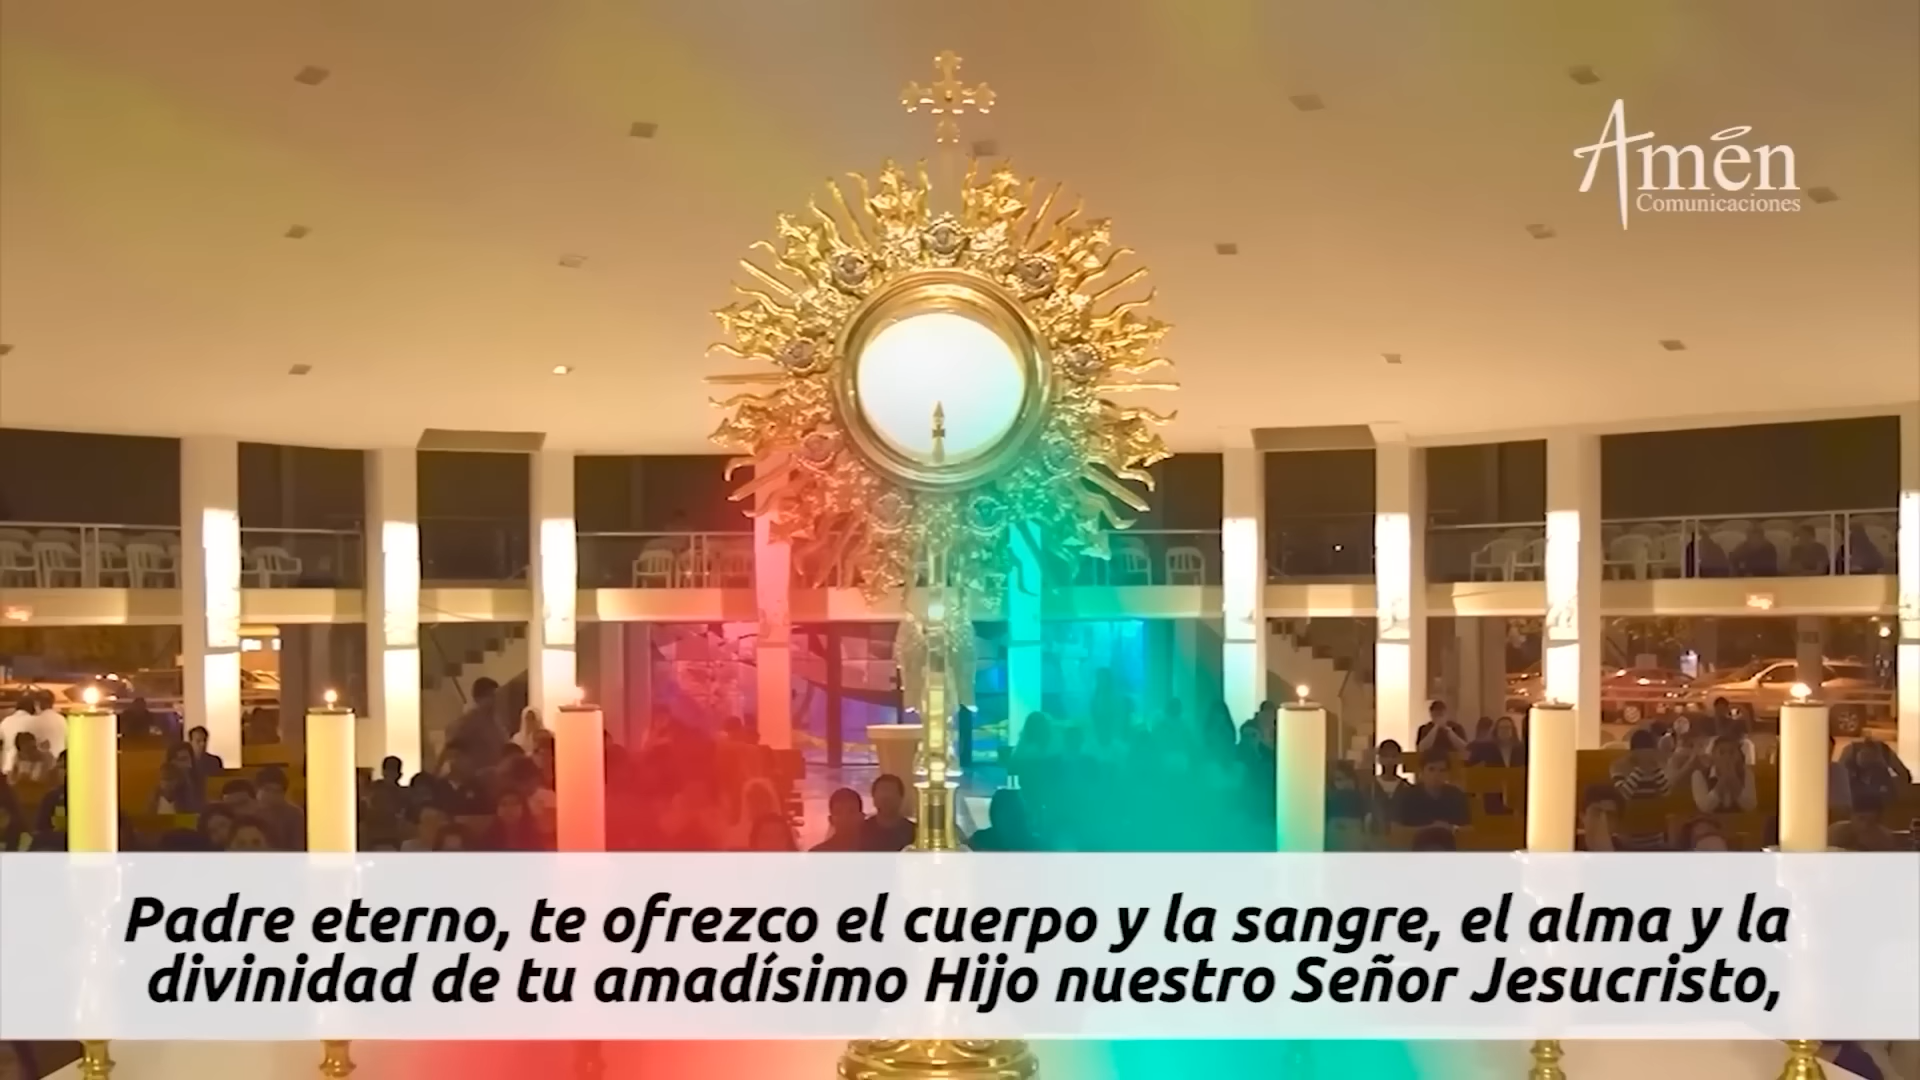 Amén
Comunicaciones
Padre eterno, te ofrezco el cuerpo y la sangre, el alma y la
divinidad de tu amadísimo Hijo nuestro Señor Jesucristo,